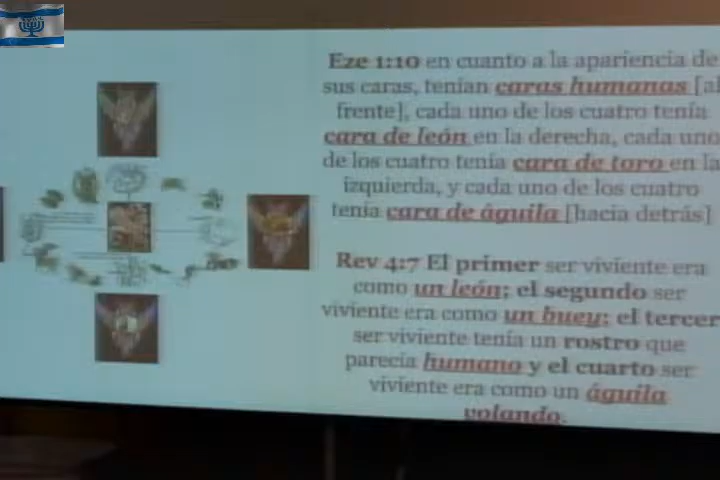 Eze 1:10 en cuanto a la apariencia de
sus caras, tenían caras humanas [al
frente], cada uno de los cuatro tenía
cara de león en la derecha, cada uno
de los cuatro tenía cara de toro en la
izquierda, y cada uno de los cuatro
tenía cara de águila [hacia detrás]
Rev 4:7 El primer ser viviente era
como un león; el segundo ser
viviente era como un buey; el tercer
ser viviente tenía un rostro que
parecía humano y el cuarto ser
viviente era como un águila
volando.